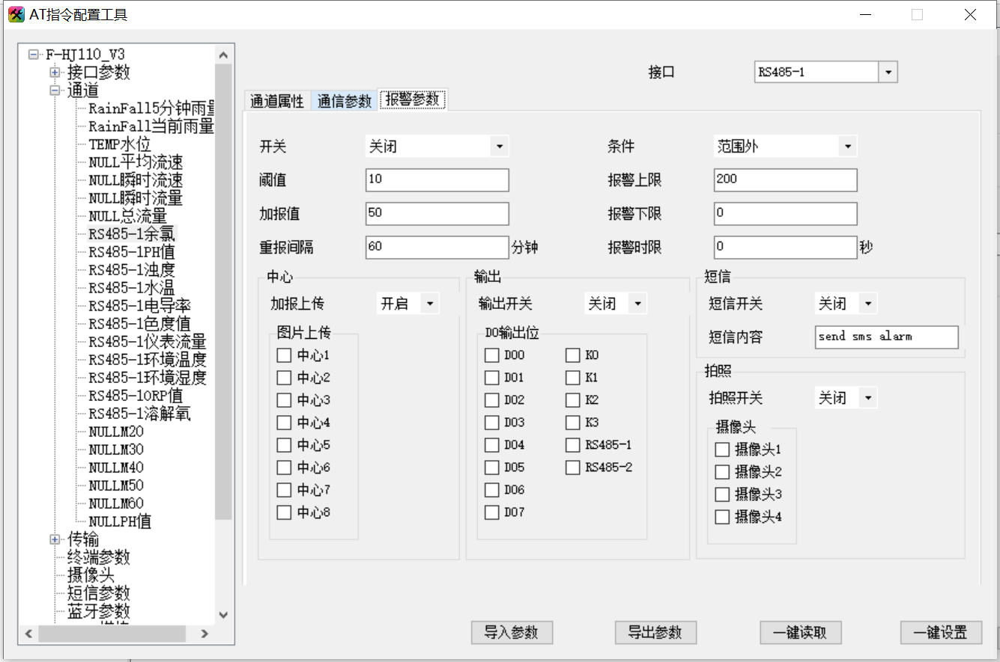 AT指令配置工具
F-HJ110_V3
接口参数
通道
RainFall5分钟雨量
RainFall当前雨量
TEMP水位
NULL平均流速
NULL瞬时流速
NULL瞬时流量
NULL总流量
RS485-1余氯
RS485-1PH值
RS485-1浊度
RS485-1水温
RS485-1电导率
RS485-1色度值
RS485-1仪表流量
RS485-1环境温度
RS485-1环境湿度
RS485-1ORP值
RS485-1溶解氧
NULLM20
NULLM30
NULLM40
NULLM50
NULLM60
NULLPH值
传输
终端参数
摄像头
短信参数
蓝牙参数
接口 RS485-1
通道属性 通信参数 报警参数
开关 关闭 条件 范围外
阈值 10 报警上限 200
加报值 50 报警下限 0
重报间隔 60 分钟 报警时限 0 秒
中心
加报上传 开启
图片上传
中心1
中心2
中心3
中心4
中心5
中心6
中心7
中心8
输出
输出开关 关闭
DO输出位
DO0 K0
DO1 K1
DO2 K2
DO3 K3
DO4 RS485-1
DO5 RS485-2
DO6
DO7
短信
短信开关 关闭
短信内容 send sms alarm
拍照
拍照开关 关闭
摄像头
摄像头1
摄像头2
摄像头3
摄像头4
导入参数 导出参数 一键读取 一键设置